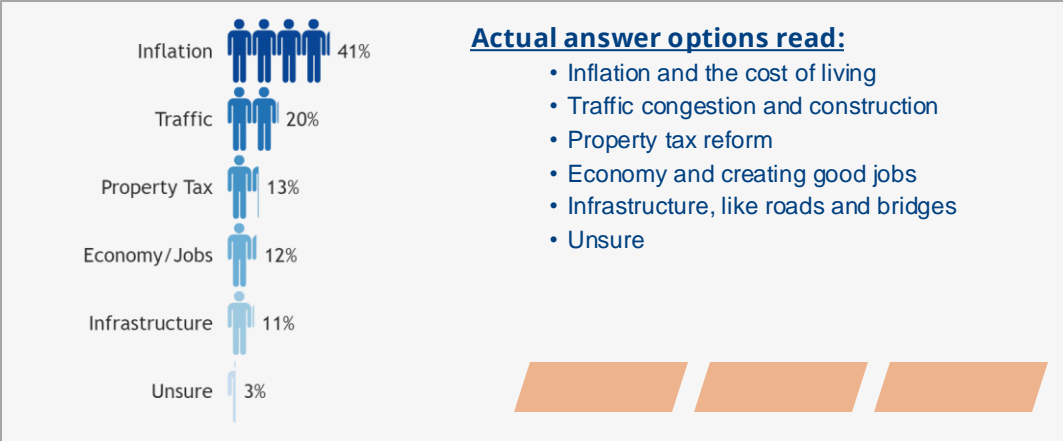 Inflation 41%
Traffic 20%
Property Tax 13%
Economy/Jobs 12%
Infrastructure 11%
Unsure 3%
Actual answer options read:
• Inflation and the cost of living
• Traffic congestion and construction
• Property tax reform
• Economy and creating good jobs
• Infrastructure, like roads and bridges
• Unsure